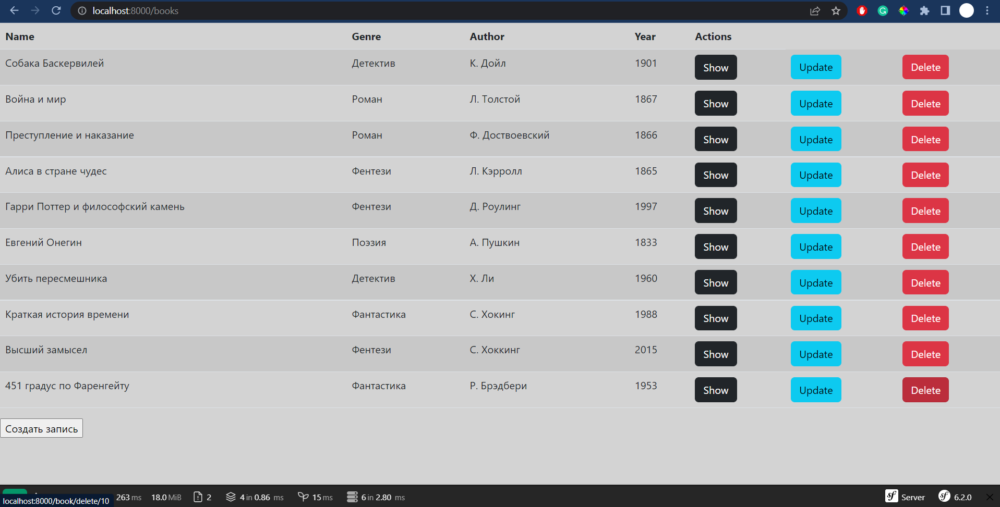 localhost:8000/books
Name Genre Author Year Actions
Собака Баскервилей Детектив К. Дойл 1901 Show Update Delete
Война и мир Роман Л. Толстой 1867 Show Update Delete
Преступление и наказание Роман Ф. Доствоевский 1866 Show Update Delete
Алиса в стране чудес Фентези Л. Кэрролл 1865 Show Update Delete
Гарри Поттер и философский камень Фентези Д. Роулинг 1997 Show Update Delete
Евгений Онегин Поэзия А. Пушкин 1833 Show Update Delete
Убить пересмешника Детектив Х. Ли 1960 Show Update Delete
Краткая история времени Фантастика С. Хокинг 1988 Show Update Delete
Высший замысел Фентези С. Хоккинг 2015 Show Update Delete
451 градус по Фаренгейту Фантастика Р. Брэдбери 1953 Show Update Delete
Создать запись
263 ms 18.0 MiB 2 4 in 0.86 ms 15 ms 6 in 2.80 ms sf Server sf 6.2.0
localhost:8000/book/delete/10